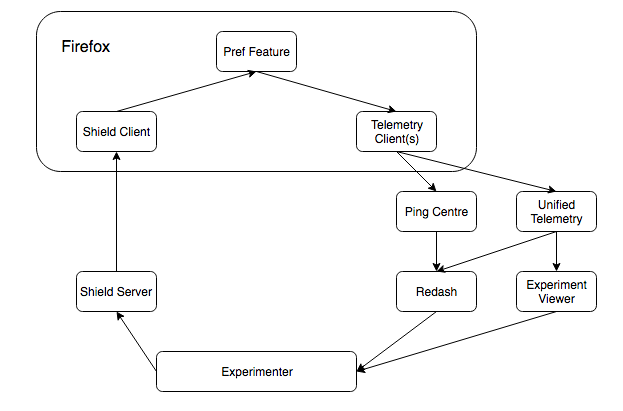 Firefox
Pref Feature
Shield Client
Telemetry
Client(s)
Ping Centre
Unified
Telemetry
Shield Server
Redash
Experiment
Viewer
Experimenter